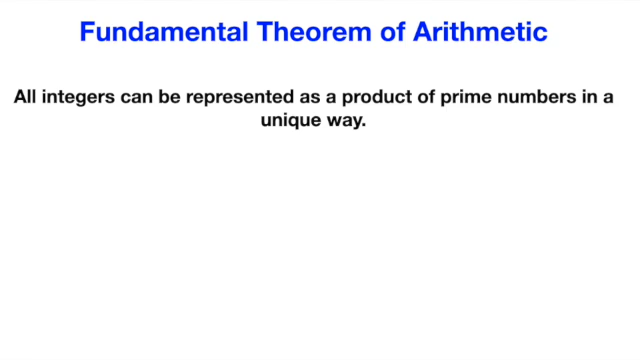 Fundamental Theorem of Arithmetic
All integers can be represented as a product of prime numbers in a
unique way.